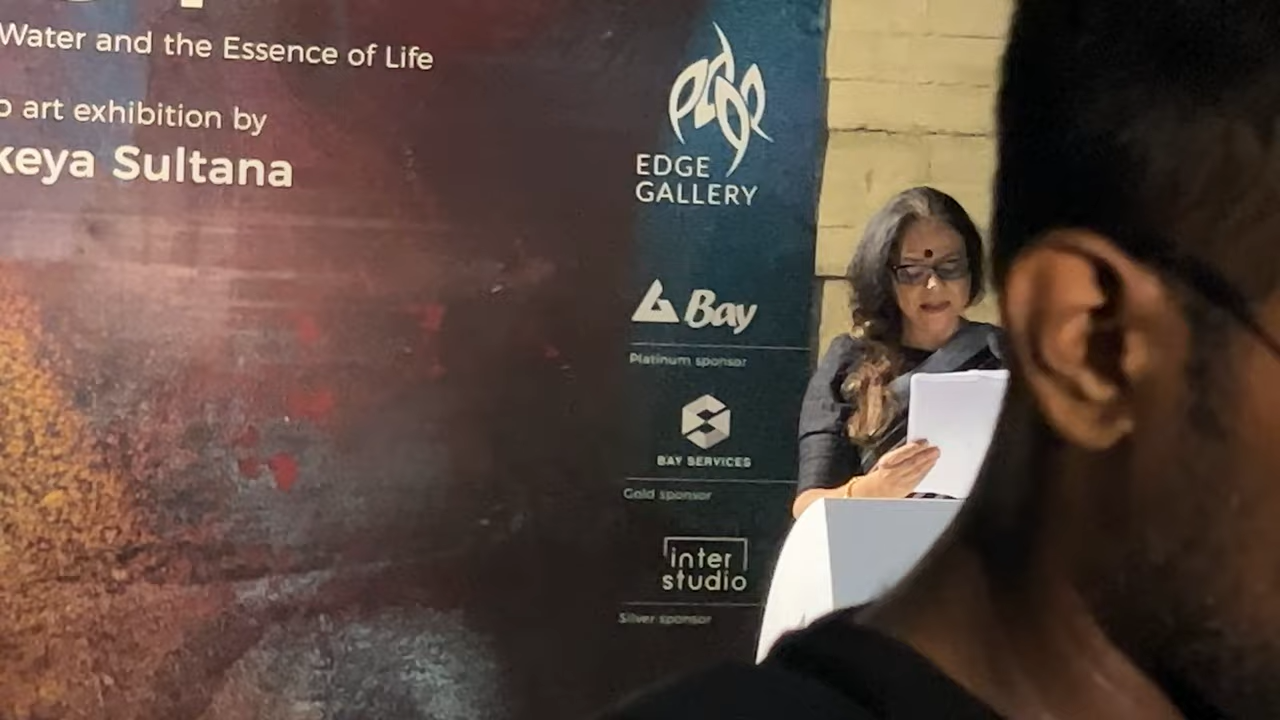 Water and the Essence of Life
art exhibition by
keya Sultana
EDGE
GALLERY
Bay
Platinum sponsor
BAY SERVICES
Gold sponsor
inter
studio
Silver sponsor